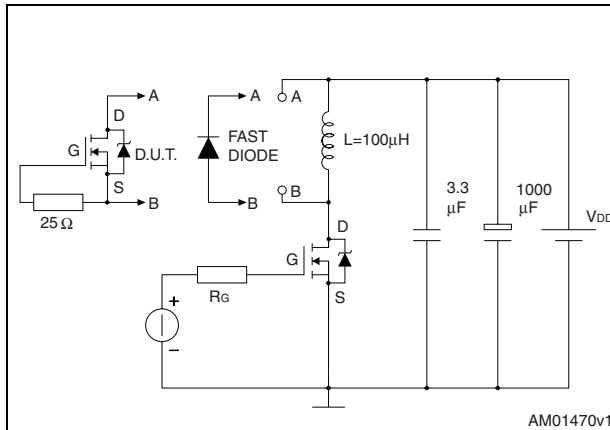 A
D
G
D.U.T.
S
B
25 Ω
A
FAST
DIODE
B
A
L=100µH
B
D
G
S
RG
+
–
3.3
µF
1000
µF
VDD
AM01470v1